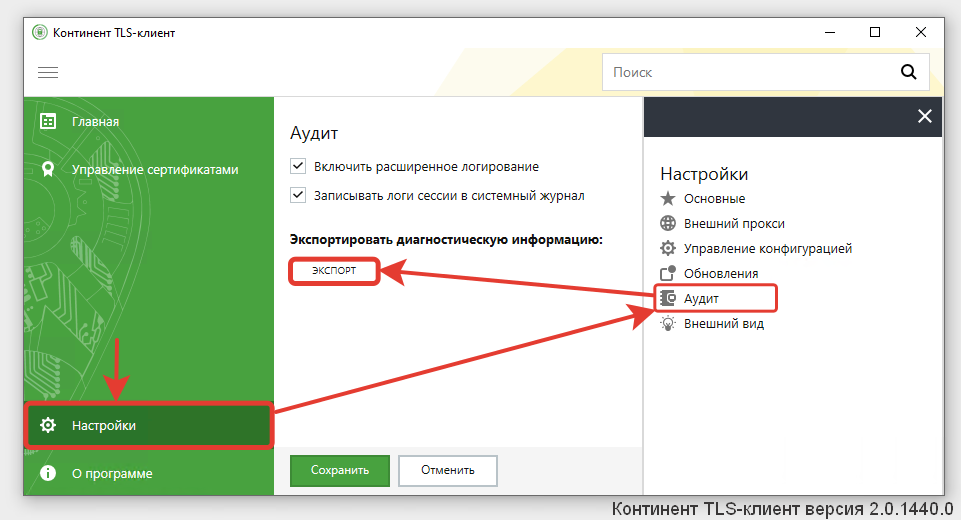 Континент TLS-клиент
Поиск
Главная
Управление сертификатами
Настройки
О программе
Аудит
Включить расширенное логирование
Записывать логи сессии в системный журнал
Экспортировать диагностическую информацию:
ЭКСПОРТ
Сохранить
Отменить
Настройки
Основные
Внешний прокси
Управление конфигурацией
Обновления
Аудит
Внешний вид
Континент TLS-клиент версия 2.0.1440.0